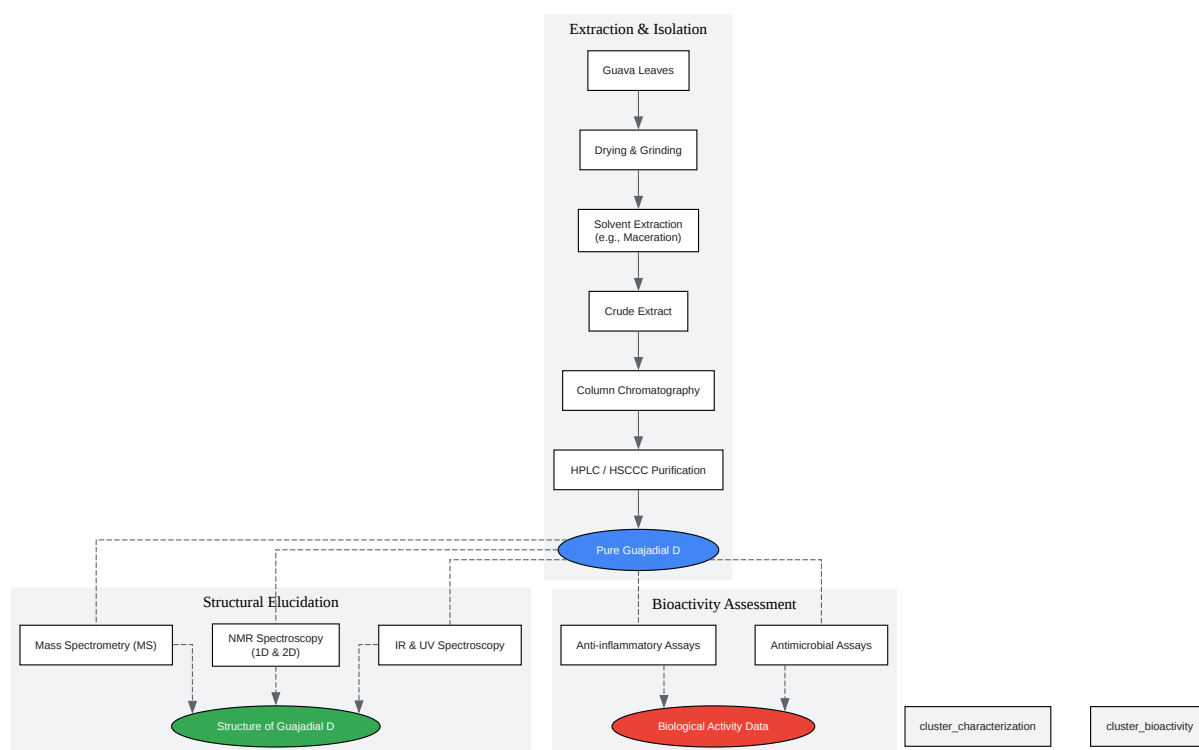 Extraction & Isolation
Guava Leaves
Drying & Grinding
Solvent Extraction
(e.g., Maceration)
Crude Extract
Column Chromatography
HPLC / HSCCC Purification
Pure Guajadial D
Structural Elucidation
Mass Spectrometry (MS)
NMR Spectroscopy
(1D & 2D)
IR & UV Spectroscopy
Structure of Guajadial D
Bioactivity Assessment
Anti-inflammatory Assays
Antimicrobial Assays
Biological Activity Data
cluster_characterization
cluster_bioactivity